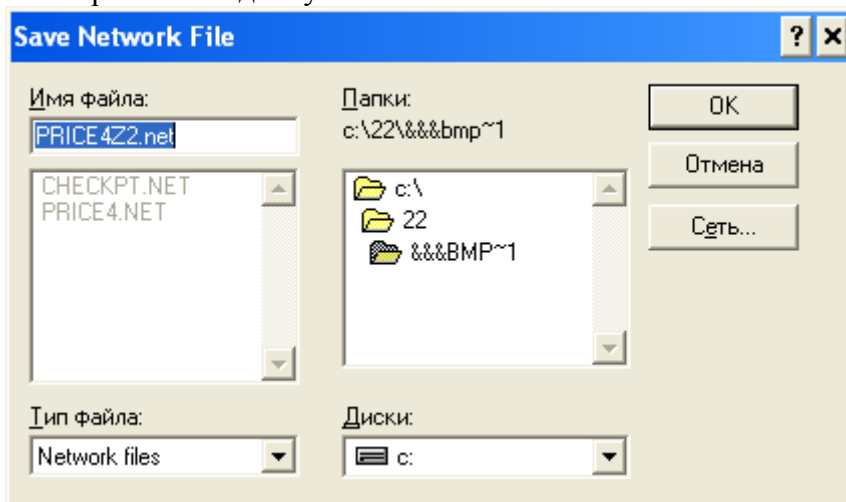 Save Network File
Имя файла:
PRICE4Z2.net
CHECKPT.NET
PRICE4.NET
Тип файла:
Network files
Папки:
c:\22\&&&bmp~1
c:\
22
&&&BMP~1
Диски:
c:
OK
Отмена
Сеть...